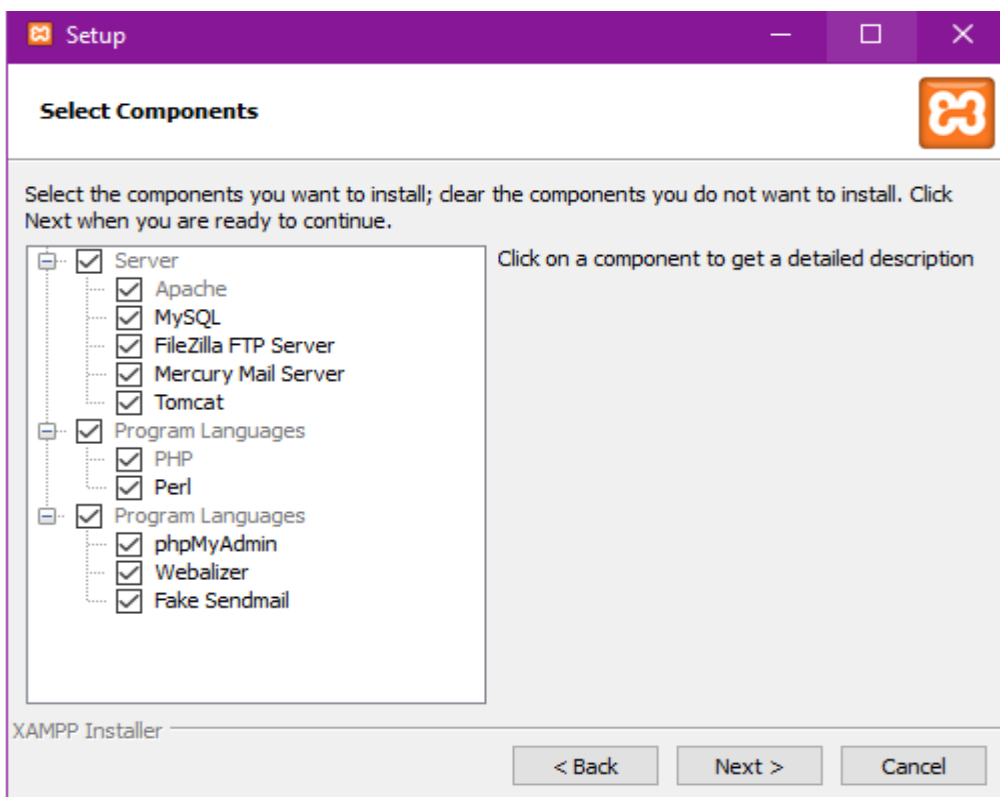 Setup
Select Components
Select the components you want to install; clear the components you do not want to install. Click
Next when you are ready to continue.
Server
Apache
MySQL
FileZilla FTP Server
Mercury Mail Server
Tomcat
Program Languages
PHP
Perl
Program Languages
phpMyAdmin
Webalizer
Fake Sendmail
Click on a component to get a detailed description
XAMPP Installer
< Back
Next >
Cancel